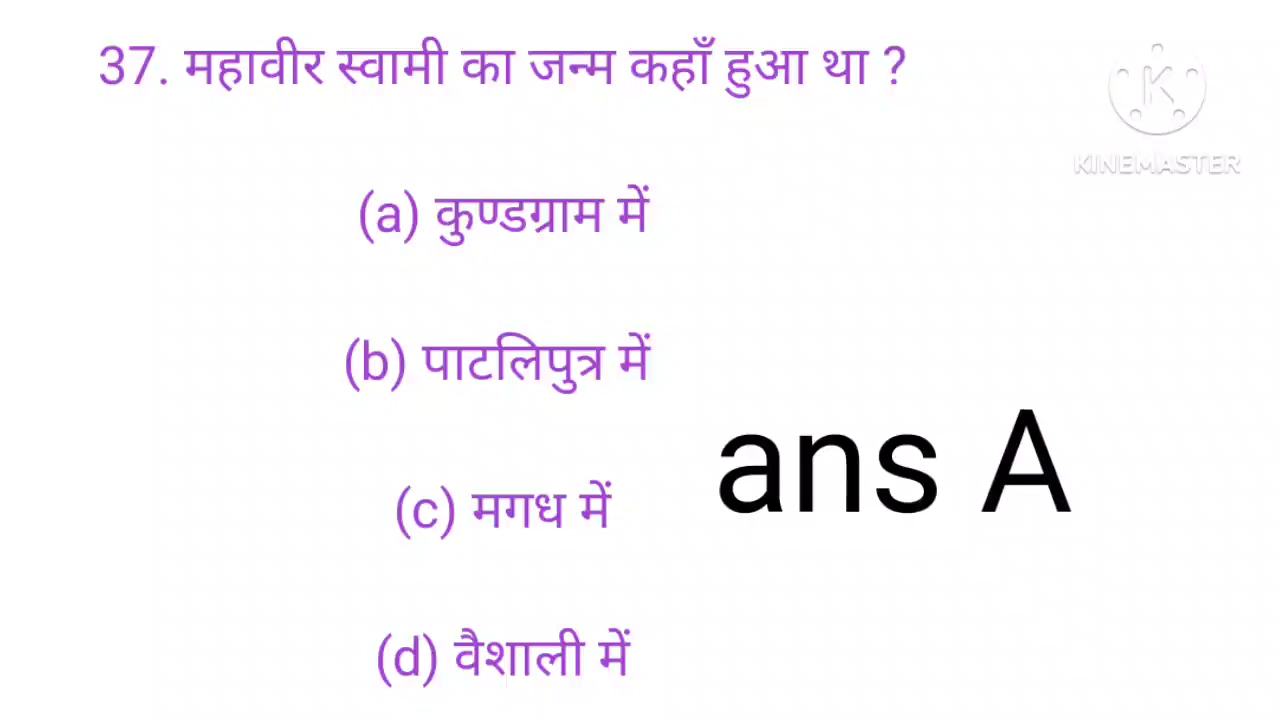 37. महावीर स्वामी का जन्म कहाँ हुआ था ?
KINEMASTER
(a) कुण्डग्राम में
(b) पाटलिपुत्र में
ans A
(c) मगध में
(d) वैशाली में